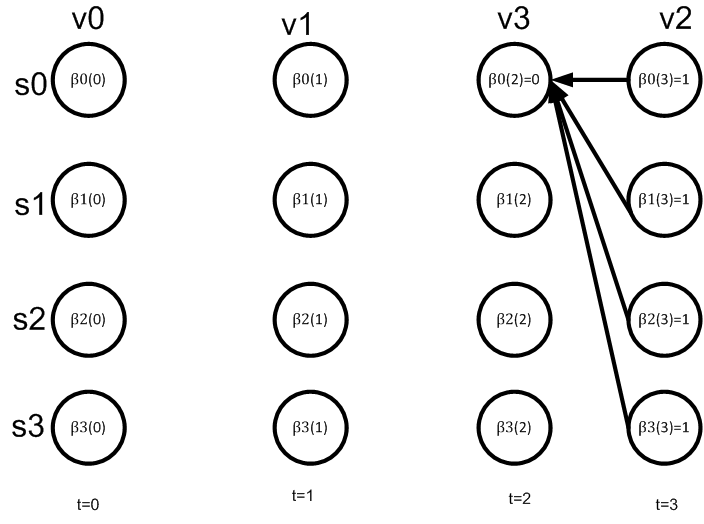 v0 v1 v3 v2
s0 β0(0) β0(1) β0(2)=0 β0(3)=1
s1 β1(0) β1(1) β1(2) β1(3)=1
s2 β2(0) β2(1) β2(2) β2(3)=1
s3 β3(0) β3(1) β3(2) β3(3)=1
t=0 t=1 t=2 t=3